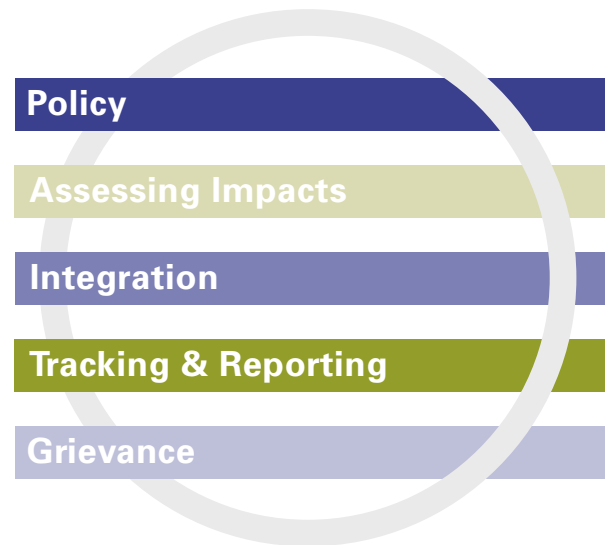 Policy
Assessing Impacts
Integration
Tracking & Reporting
Grievance